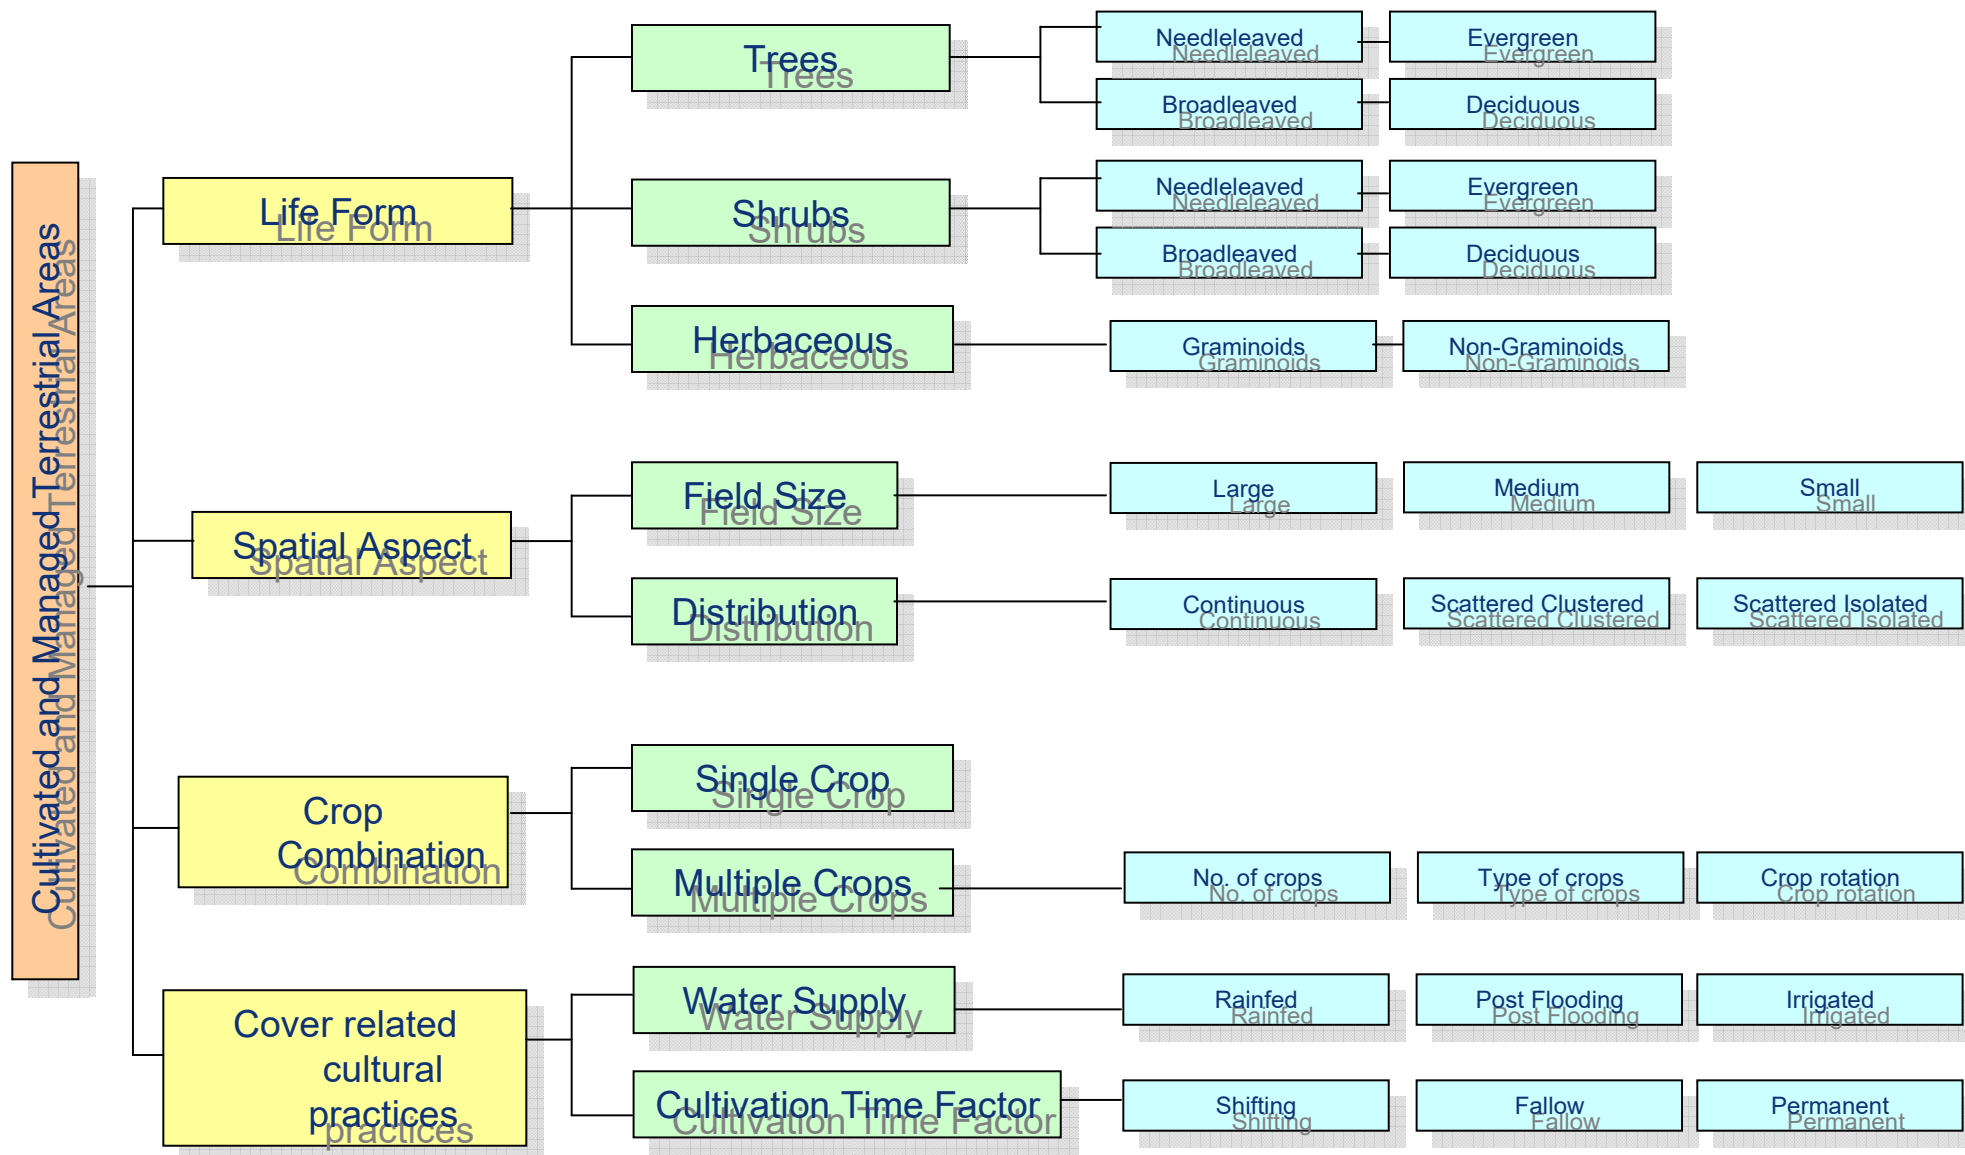 Cultivated and Managed Terrestrial Areas
Life Form
Trees
Needleleaved
Evergreen
Broadleaved
Deciduous
Shrubs
Needleleaved
Evergreen
Broadleaved
Deciduous
Herbaceous
Graminoids
Non-Graminoids
Spatial Aspect
Field Size
Large
Medium
Small
Distribution
Continuous
Scattered Clustered
Scattered Isolated
Crop
Combination
Single Crop
Multiple Crops
No. of crops
Type of crops
Crop rotation
Cover related
cultural
practices
Water Supply
Rainfed
Post Flooding
Irrigated
Cultivation Time Factor
Shifting
Fallow
Permanent